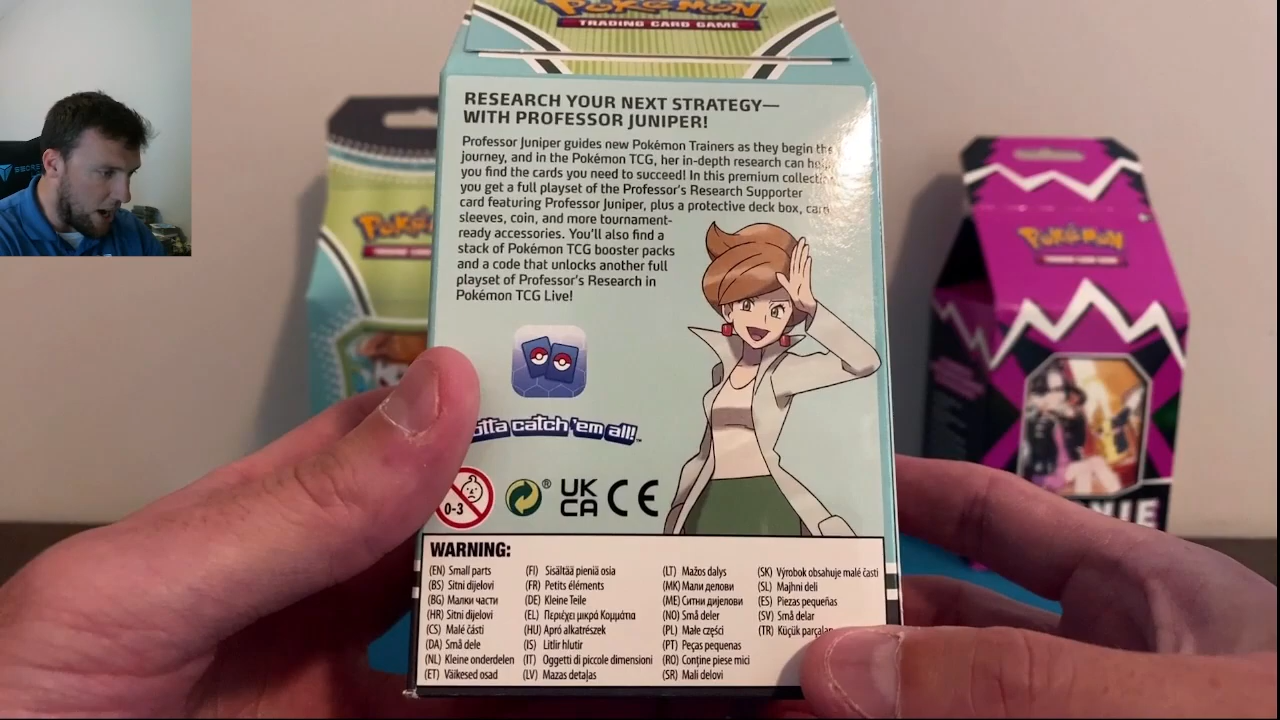 POKÉMON
TRADING CARD GAME
RESEARCH YOUR NEXT STRATEGY—
WITH PROFESSOR JUNIPER!
Professor Juniper guides new Pokémon Trainers as they begin the
journey, and in the Pokémon TCG, her in-depth research can
you find the cards you need to succeed! In this premium
you get a full playset of the Professor's Research Supporter
card featuring Professor Juniper, plus a protective deck box, card
sleeves, coin, and more tournament-
ready accessories. You'll also find a
stack of Pokémon TCG booster packs
and a code that unlocks another full
playset of Professor's Research in
Pokémon TCG Live!
catch 'em all!™
0-3
®
UK
CA
CE
WARNING:
(EN) Small parts
(BS) Sitni dijelovi
(BG) Малки части
(HR) Sitni dijelovi
(CS) Malé části
(DA) Små dele
(NL) Kleine onderdelen
(ET) Väikesed osad
(FI) Sisältää pieniä osia
(FR) Petits éléments
(DE) Kleine Teile
(EL) Περιέχει μικρά Κομμάτια
(HU) Apró alkatrészek
(IS) Litlir hlutir
(IT) Oggetti di piccole dimensioni
(LV) Mazas detaļas
(LT) Mažos dalys
(MK) Мали делови
(ME) Ситни дијелови
(NO) Små deler
(PL) Małe części
(PT) Peças pequenas
(RO) Conține piese mici
(SR) Mali delovi
(SK) Výrobok obsahuje malé časti
(SL) Majhni deli
(ES) Piezas pequeñas
(SV) Små delar
(TR) Küçük parçalar
POKÉMON
TRADING CARD GAME